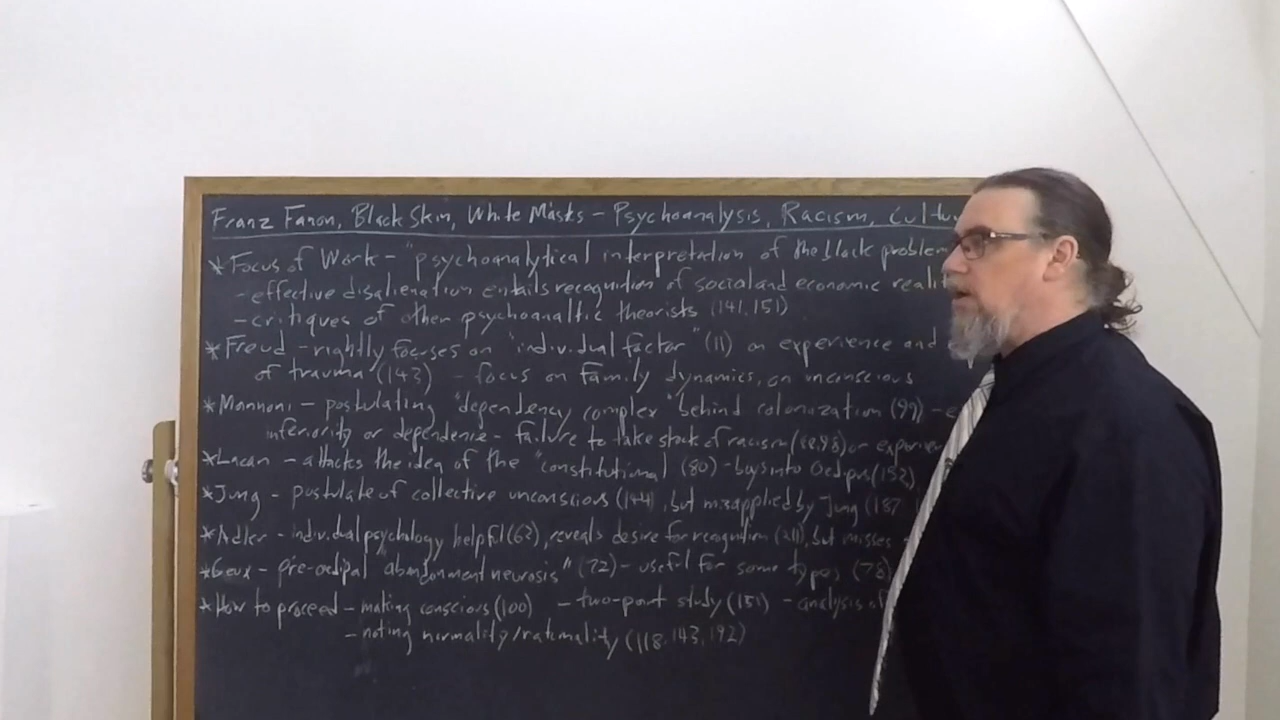 Franz Fanon, Black Skin, White Masks - Psychoanalysis, Racism, Cultu
* Focus of Work - "psychoanalytical interpretation of the black problem
- effective disalienation entails recognition of social and economic reali
- critiques of other psychoanaltic theorists (141, 151)
* Freud - rightly focuses on "individual factor" (11) on experience and
of trauma (143) - focus on family dynamics, on unconscious
* Mannoni - postulating "dependency complex" behind colonization (99) - e
inferiority or dependence - failure to take stock of racism ( or experien
* Lacan - attacks the idea of the "constitutional (80) - buys into Oedipus (152)
* Jung - postulate of collective unconscious (144), but misapplied by Jung (187
* Adler - individual psychology helpful (62), reveals desire for recognition (211), but misses
* Geux - pre-oedipal "abandonment neurosis" (72) - useful for some types (78)
* How to proceed - making conscious (100) - two-point study (151) - analysis of
- noting normality/rationality (118, 143, 192)